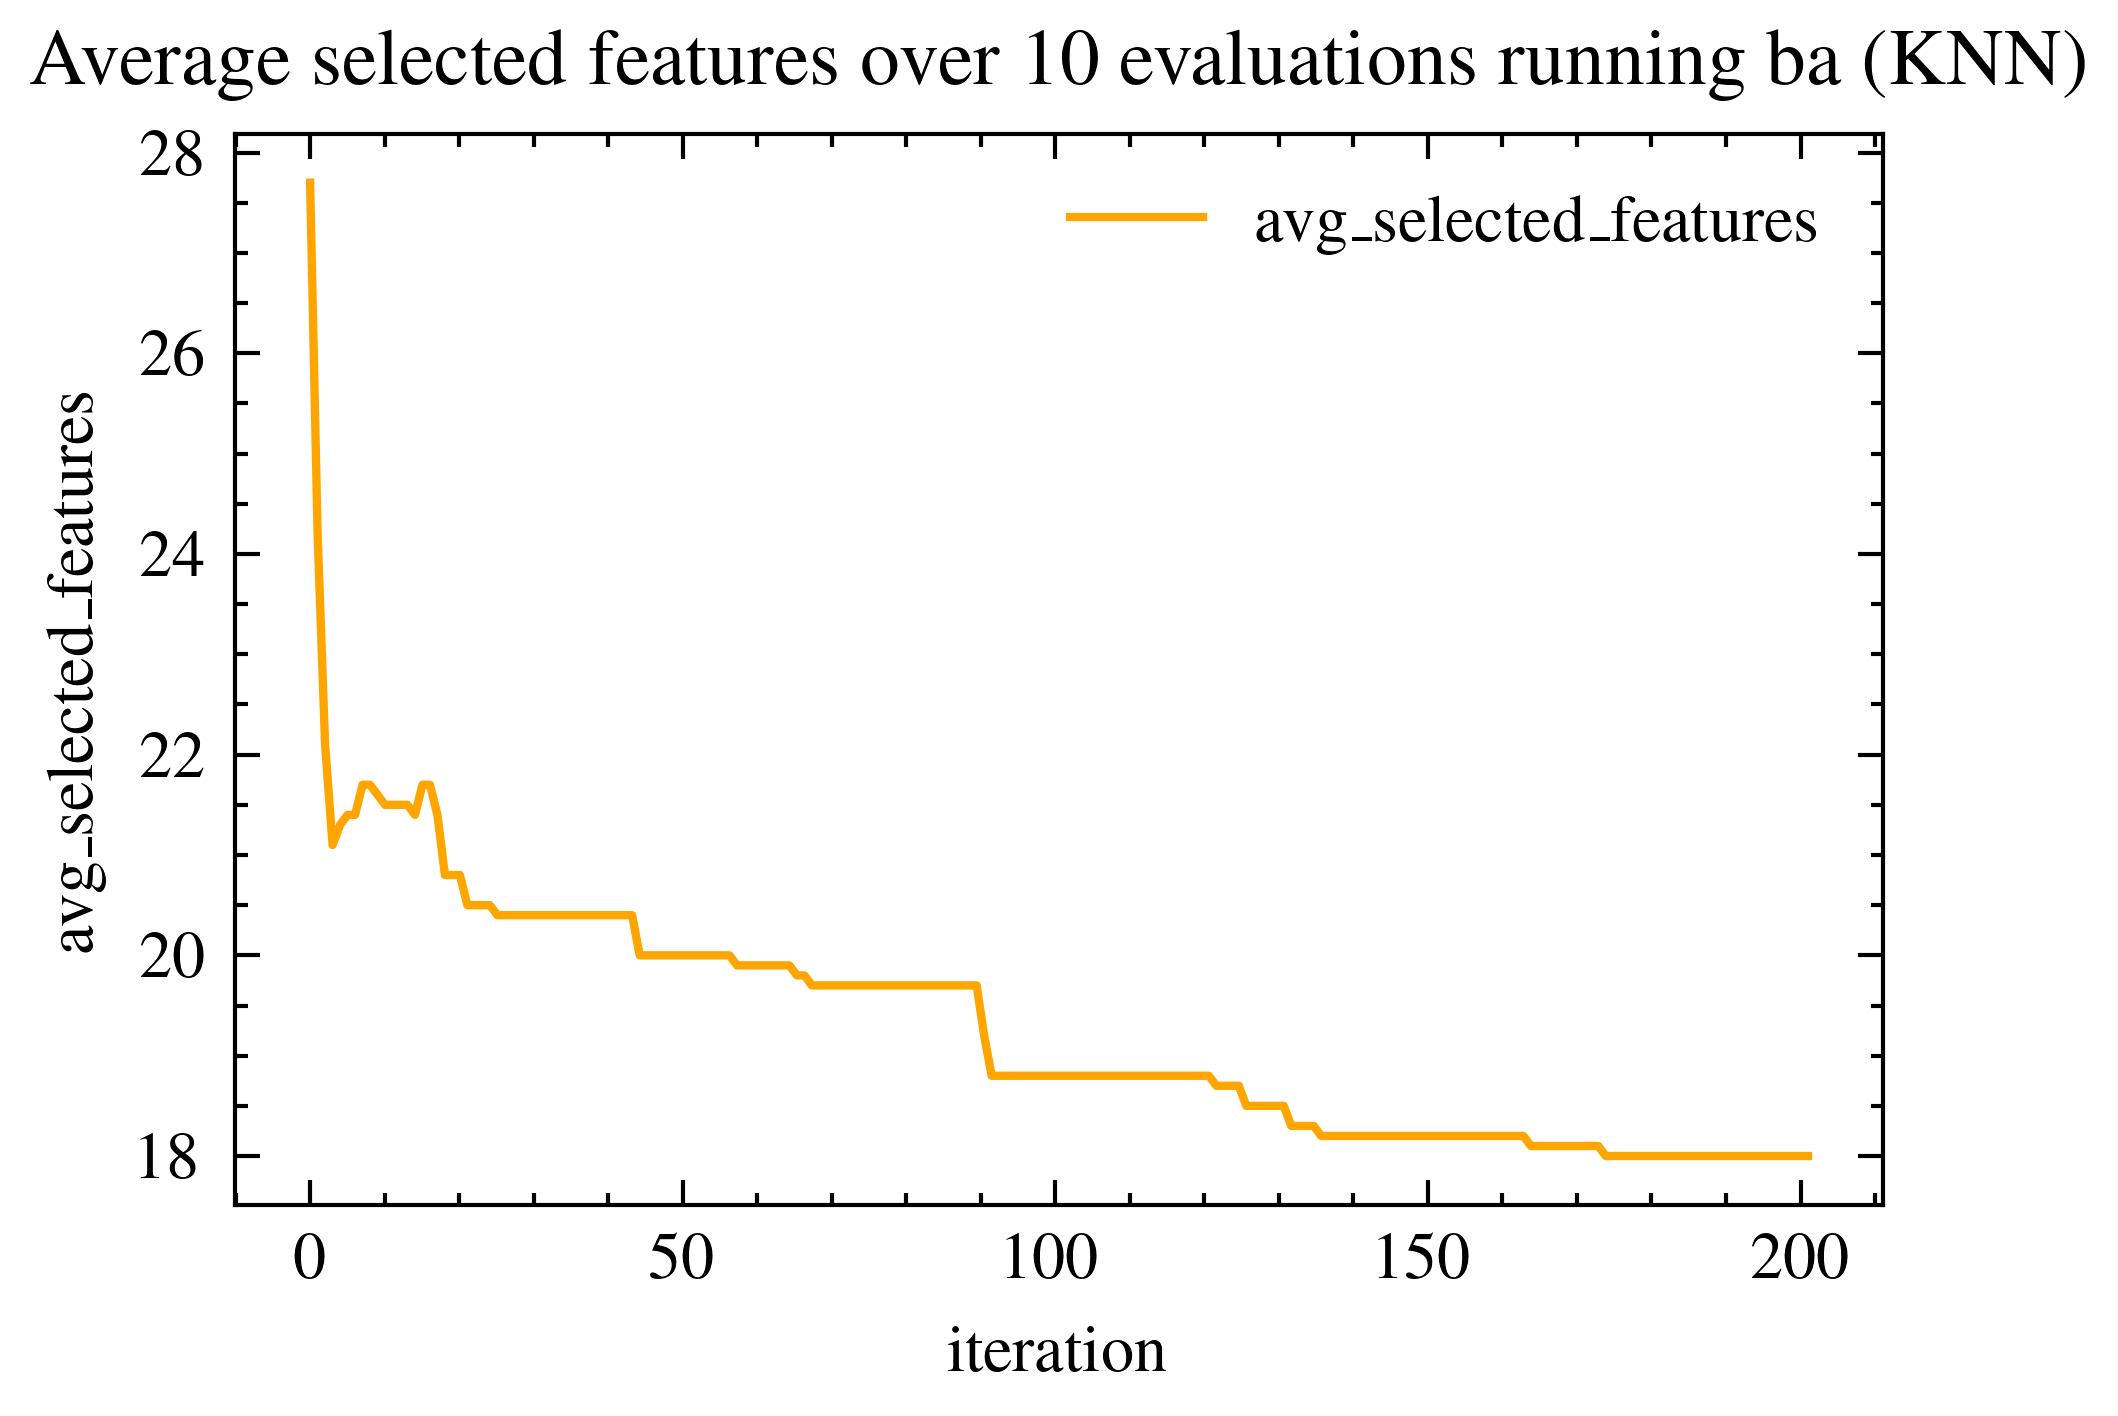 Average selected features over 10 evaluations running ba (KNN)
28
26
24
22
20
18
avg_selected_features
avg_selected_features
0 50 100 150 200
iteration